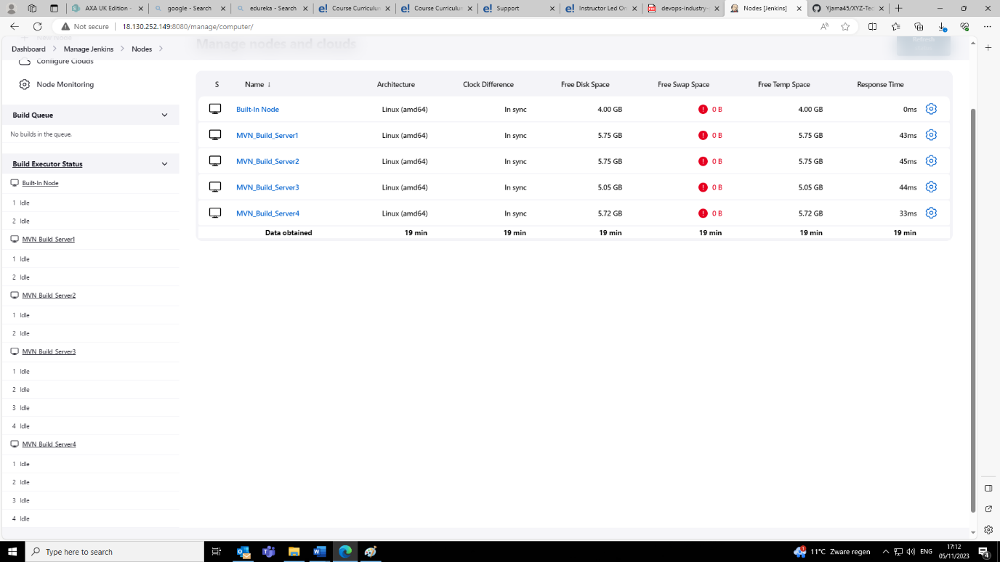 AXA UK Edition -
google - Search
edureka - Search
Course Curriculum
Course Curriculum
Support
Instructor Led On
devops-industry-
Nodes [Jenkins]
Yjama45/XYZ-Tec
Not secure
18.130.252.149:8080/manage/computer/
Dashboard
Manage Jenkins
Nodes
Manage nodes and clouds
Configure Clouds
Node Monitoring
Build Queue
No builds in the queue.
Build Executor Status
Built-In Node
1 Idle
2 Idle
MVN_Build_Server1
1 Idle
2 Idle
MVN_Build_Server2
1 Idle
2 Idle
MVN_Build_Server3
1 Idle
2 Idle
3 Idle
4 Idle
MVN_Build_Server4
1 Idle
2 Idle
3 Idle
4 Idle
S Name ↓ Architecture Clock Difference Free Disk Space Free Swap Space Free Temp Space Response Time
Built-In Node Linux (amd64) In sync 4.00 GB 0 B 4.00 GB 0ms
MVN_Build_Server1 Linux (amd64) In sync 5.75 GB 0 B 5.75 GB 43ms
MVN_Build_Server2 Linux (amd64) In sync 5.75 GB 0 B 5.75 GB 45ms
MVN_Build_Server3 Linux (amd64) In sync 5.05 GB 0 B 5.05 GB 44ms
MVN_Build_Server4 Linux (amd64) In sync 5.72 GB 0 B 5.72 GB 33ms
Data obtained 19 min 19 min 19 min 19 min 19 min 19 min
Type here to search
11°C Zware regen
ENG
17:12
05/11/2023
4